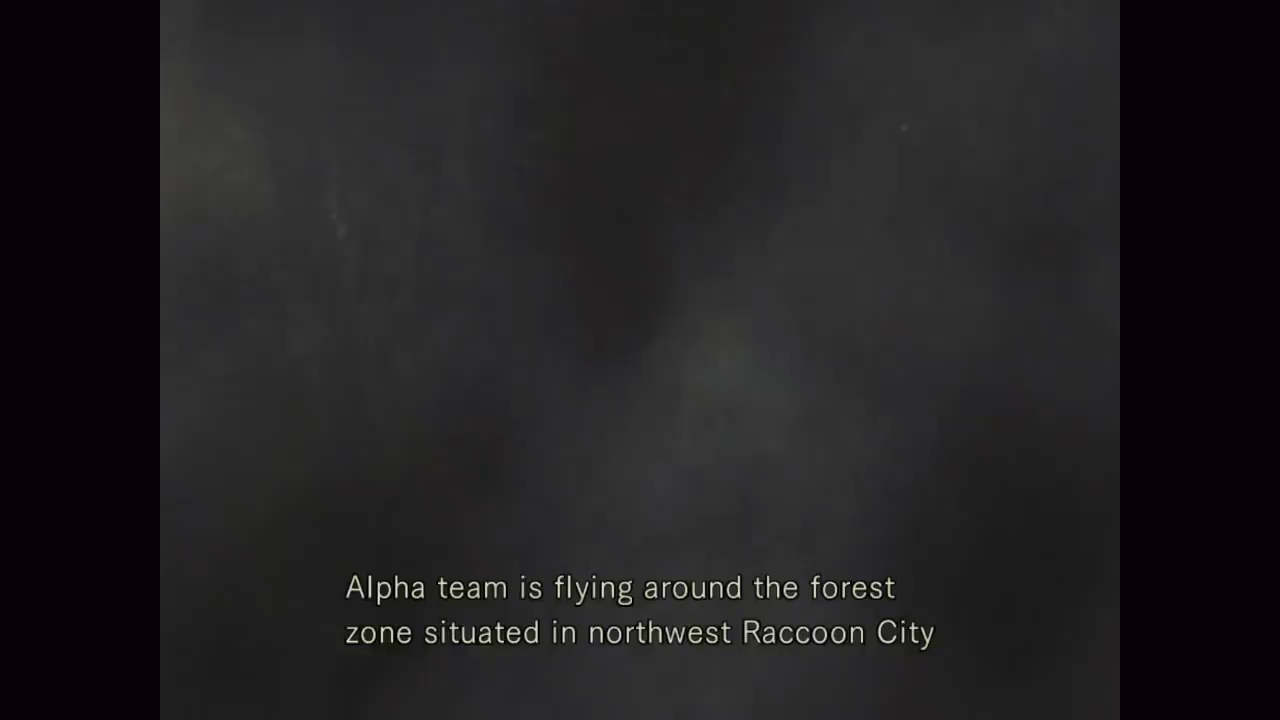 Alpha team is flying around the forest
zone situated in northwest Raccoon City